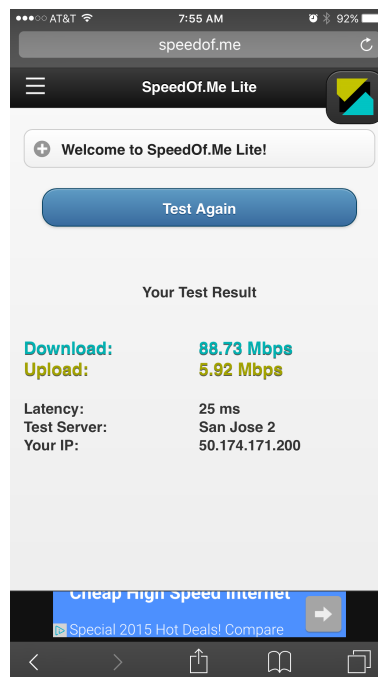 AT&T 7:55 AM 92%
speedof.me
SpeedOf.Me Lite
Welcome to SpeedOf.Me Lite!
Test Again
Your Test Result
Download: 88.73 Mbps
Upload: 5.92 Mbps
Latency: 25 ms
Test Server: San Jose 2
Your IP: 50.174.171.200
Cheap High Speed Internet
Special 2015 Hot Deals! Compare